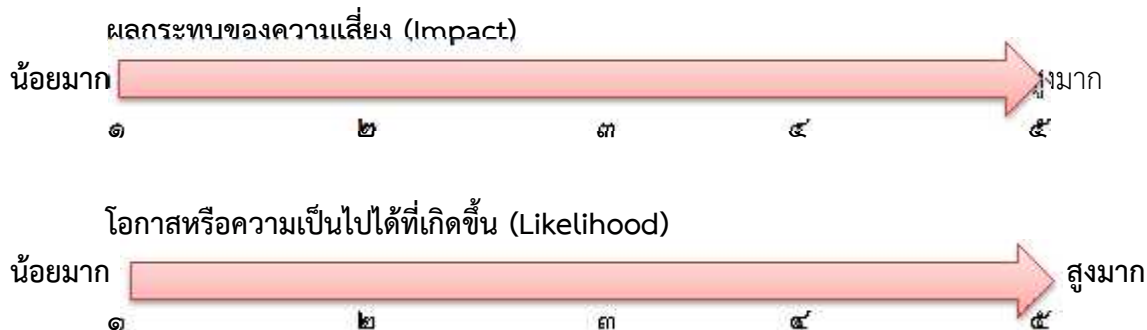 ผลกระทบของความเสี่ยง (Impact)
น้อยมาก สูงมาก
๑ ๒ ๓ ๔ ๕
โอกาสหรือความเป็นไปได้ที่เกิดขึ้น (Likelihood)
น้อยมาก สูงมาก
๑ ๒ ๓ ๔ ๕